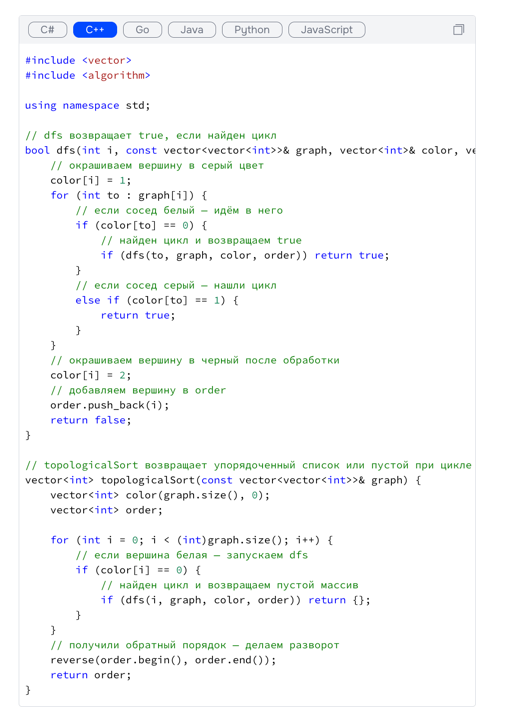 C#
C++
Go
Java
Python
JavaScript
#include <vector>
#include <algorithm>
using namespace std;
// dfs возвращает true, если найден цикл
bool dfs(int i, const vector<vector<int>>& graph, vector<int>& color, ve
// окрашиваем вершину в серый цвет
color[i] = 1;
for (int to : graph[i]) {
// если сосед белый — идём в него
if (color[to] == 0) {
// найден цикл и возвращаем true
if (dfs(to, graph, color, order)) return true;
}
// если сосед серый — нашли цикл
else if (color[to] == 1) {
return true;
}
}
// окрашиваем вершину в черный после обработки
color[i] = 2;
// добавляем вершину в order
order.push_back(i);
return false;
}
// topologicalSort возвращает упорядоченный список или пустой при цикле
vector<int> topologicalSort(const vector<vector<int>>& graph) {
vector<int> color(graph.size(), 0);
vector<int> order;
for (int i = 0; i < (int)graph.size(); i++) {
// если вершина белая — запускаем dfs
if (color[i] == 0) {
// найден цикл и возвращаем пустой массив
if (dfs(i, graph, color, order)) return {};
}
}
// получили обратный порядок — делаем разворот
reverse(order.begin(), order.end());
return order;
}